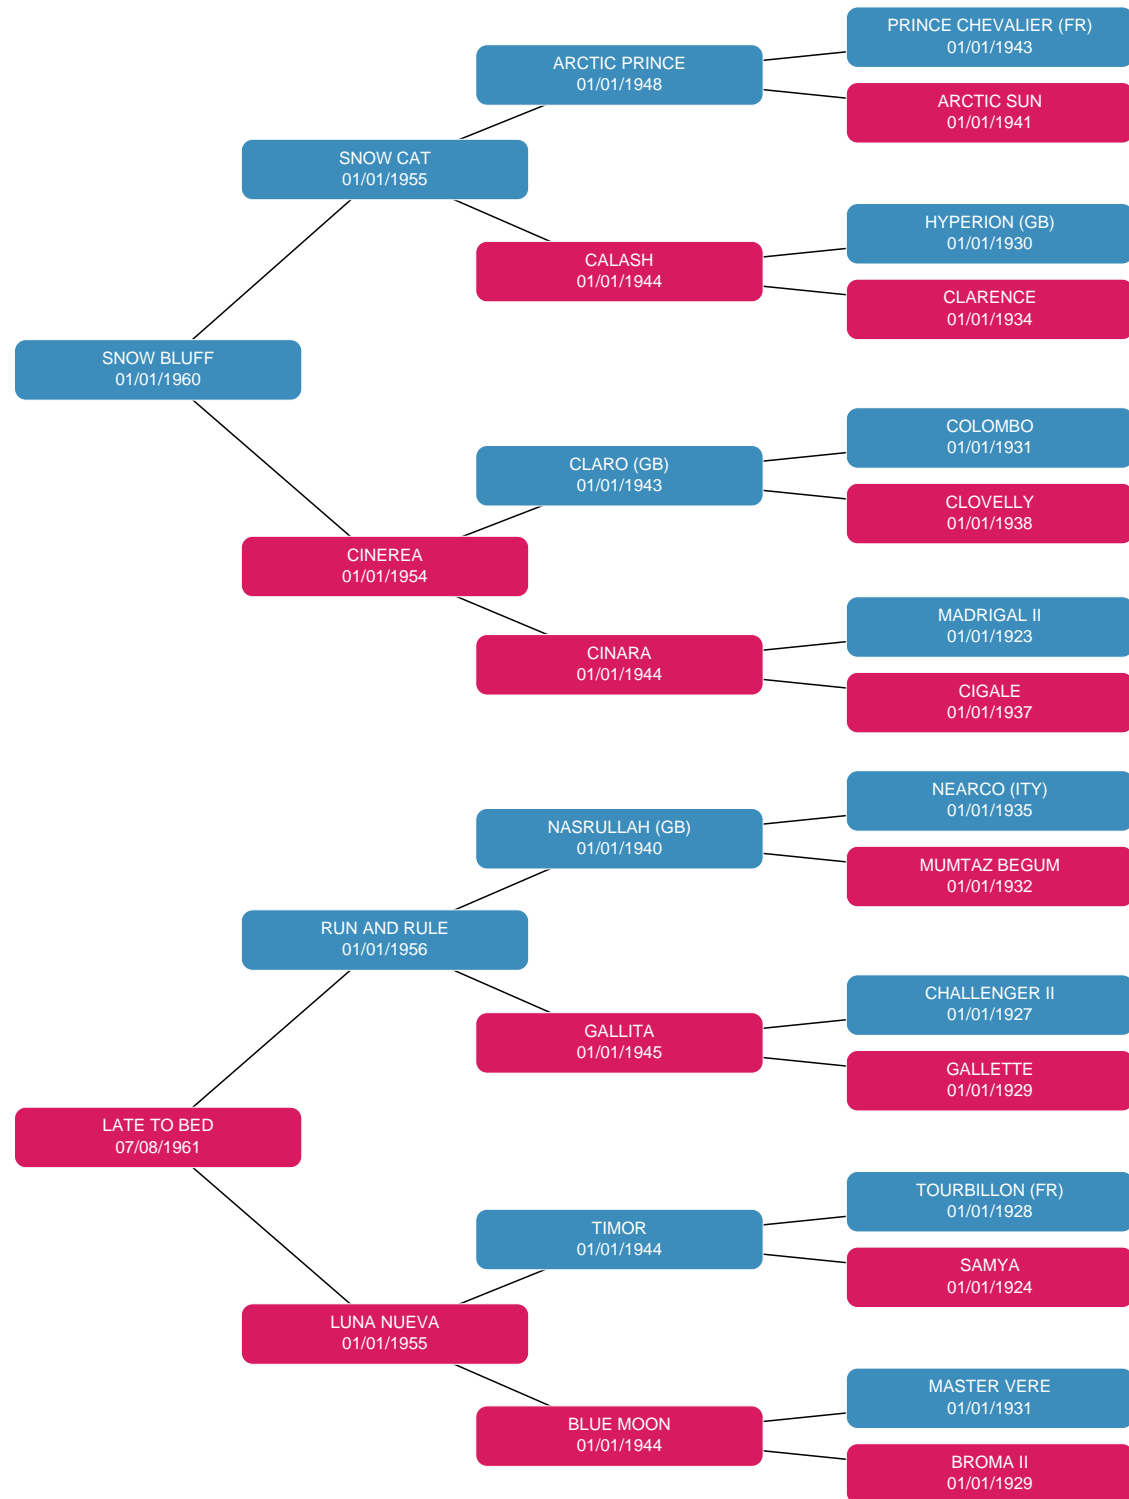 PRINCE CHEVALIER (FR)
01/01/1943
ARCTIC PRINCE
01/01/1948
ARCTIC SUN
01/01/1941
SNOW CAT
01/01/1955
HYPERION (GB)
01/01/1930
CALASH
01/01/1944
CLARENCE
01/01/1934
SNOW BLUFF
01/01/1960
COLOMBO
01/01/1931
CLARO (GB)
01/01/1943
CLOVELLY
01/01/1938
CINEREA
01/01/1954
MADRIGAL II
01/01/1923
CINARA
01/01/1944
CIGALE
01/01/1937
NEARCO (ITY)
01/01/1935
NASRULLAH (GB)
01/01/1940
MUMTAZ BEGUM
01/01/1932
RUN AND RULE
01/01/1956
CHALLENGER II
01/01/1927
GALLITA
01/01/1945
GALLETTE
01/01/1929
LATE TO BED
07/08/1961
TOURBILLON (FR)
01/01/1928
TIMOR
01/01/1944
SAMYA
01/01/1924
LUNA NUEVA
01/01/1955
MASTER VERE
01/01/1931
BLUE MOON
01/01/1944
BROMA II
01/01/1929